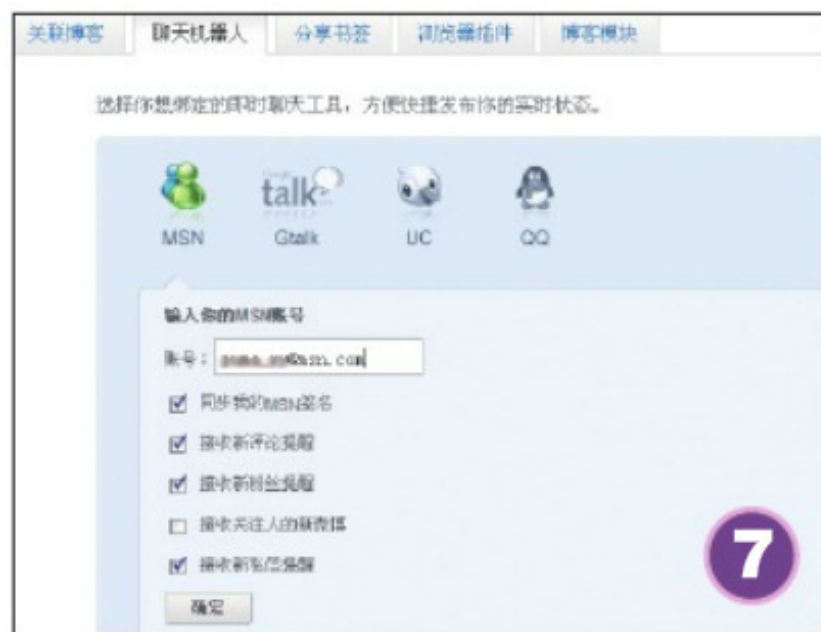 关联博客 聊天机器人 分享书签 浏览器插件 博客模块
选择你想绑定的即时聊天工具，方便快捷发布你的实时状态。
talk
MSN Gtalk UC QQ
输入你的MSN账号
账号： @msn.com
同步我的MSN签名
接收新评论提醒
接收新粉丝提醒
接收关注人的新微博
接收新私信提醒
确定
7